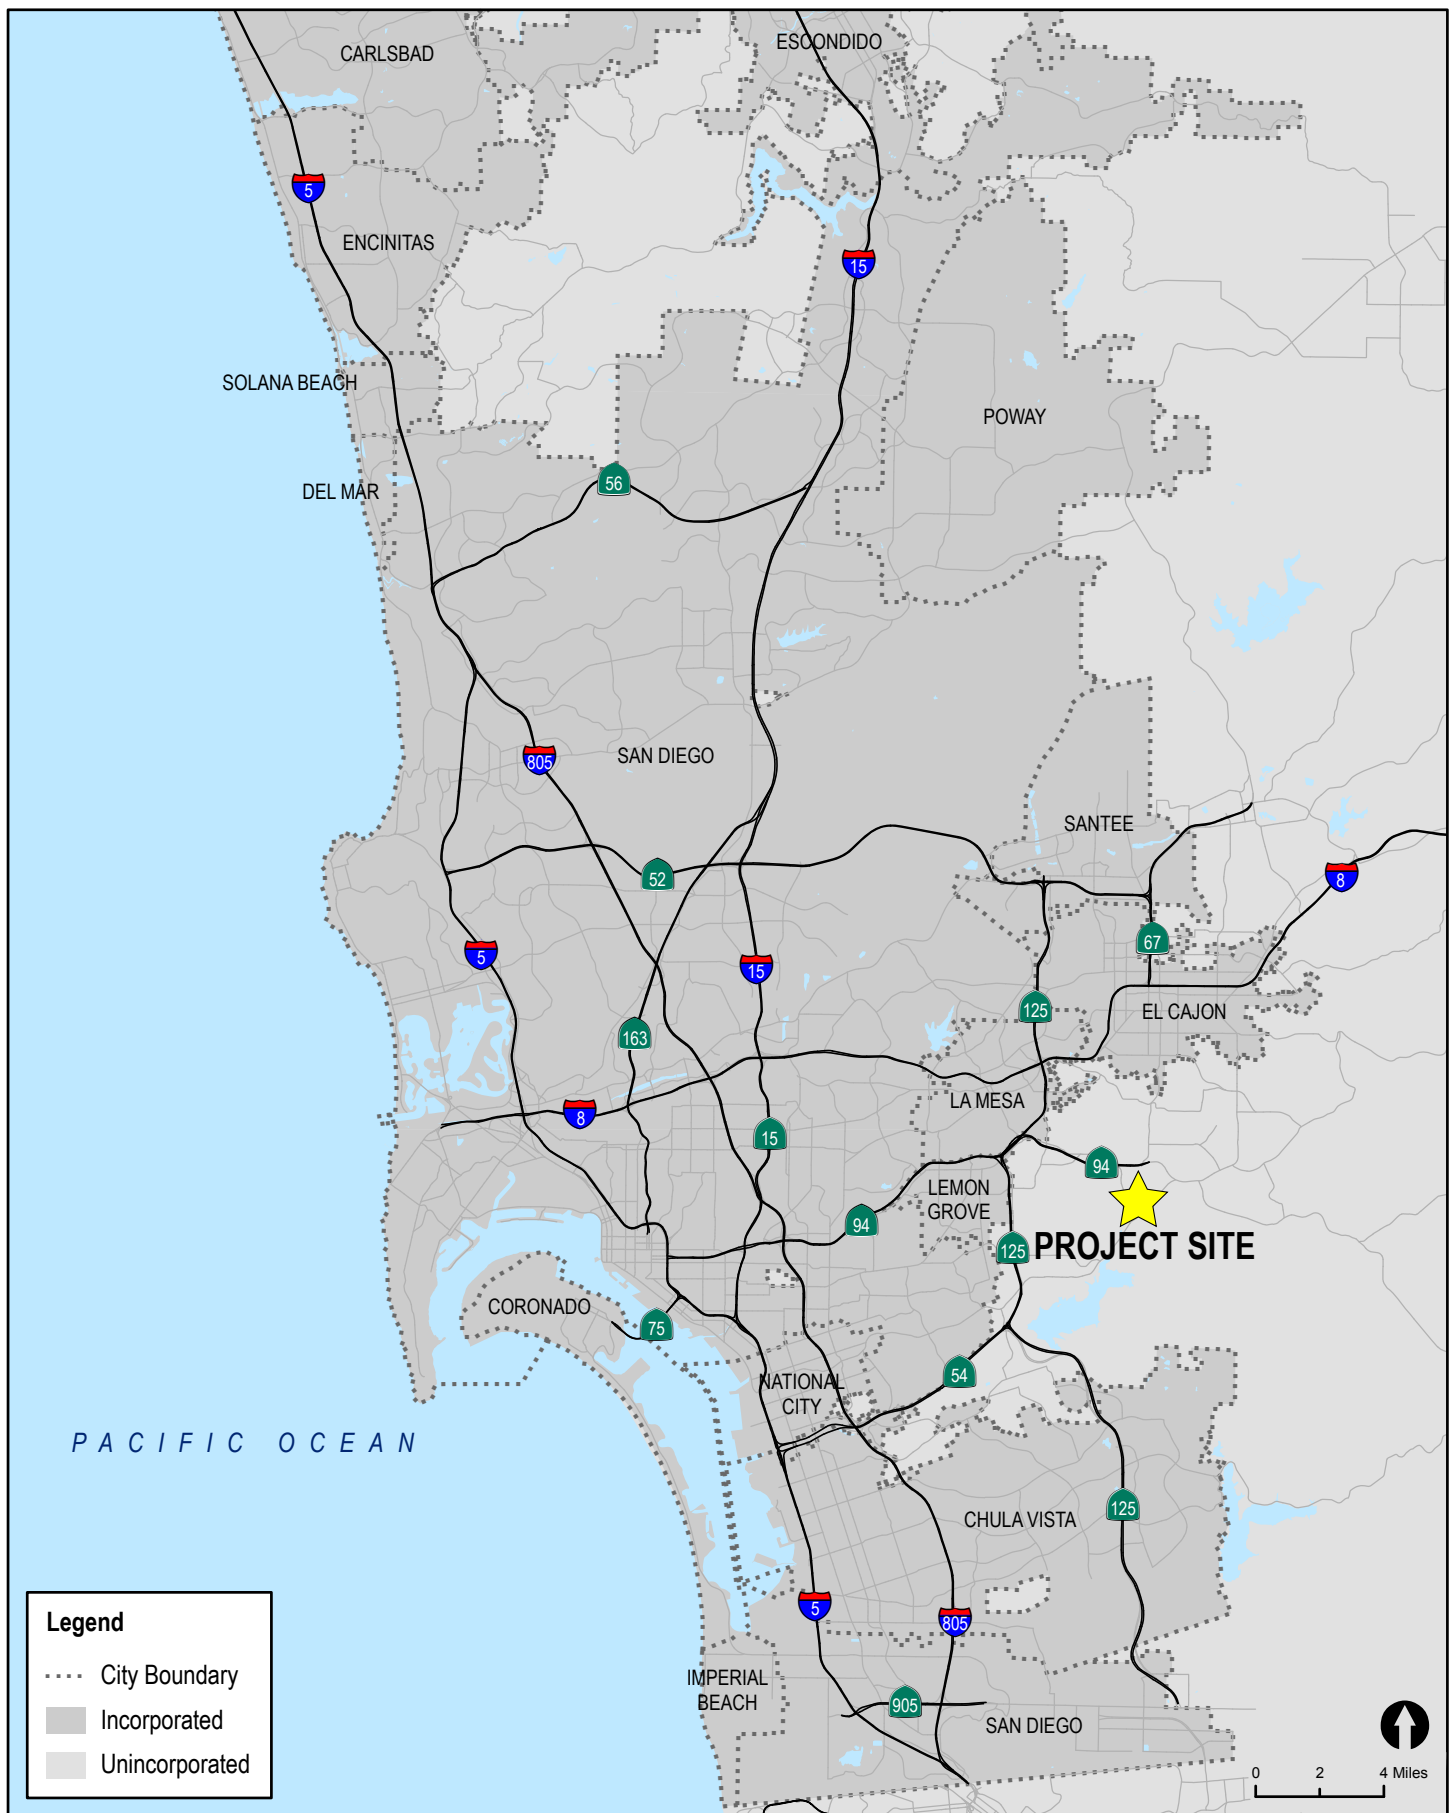 CARLSBAD
ESCONDIDO
5
ENCINITAS
15
SOLANA BEACH
POWAY
56
DEL MAR
805
SAN DIEGO
SANTEE
52
8
5
15
67
125
EL CAJON
163
LA MESA
8
15
94
LEMON
GROVE
94
125
PROJECT SITE
CORONADO
75
54
NATIONAL
CITY
PACIFIC OCEAN
125
CHULA VISTA
5
805
Legend
City Boundary
Incorporated
Unincorporated
IMPERIAL
BEACH
905
SAN DIEGO
0 2 4 Miles